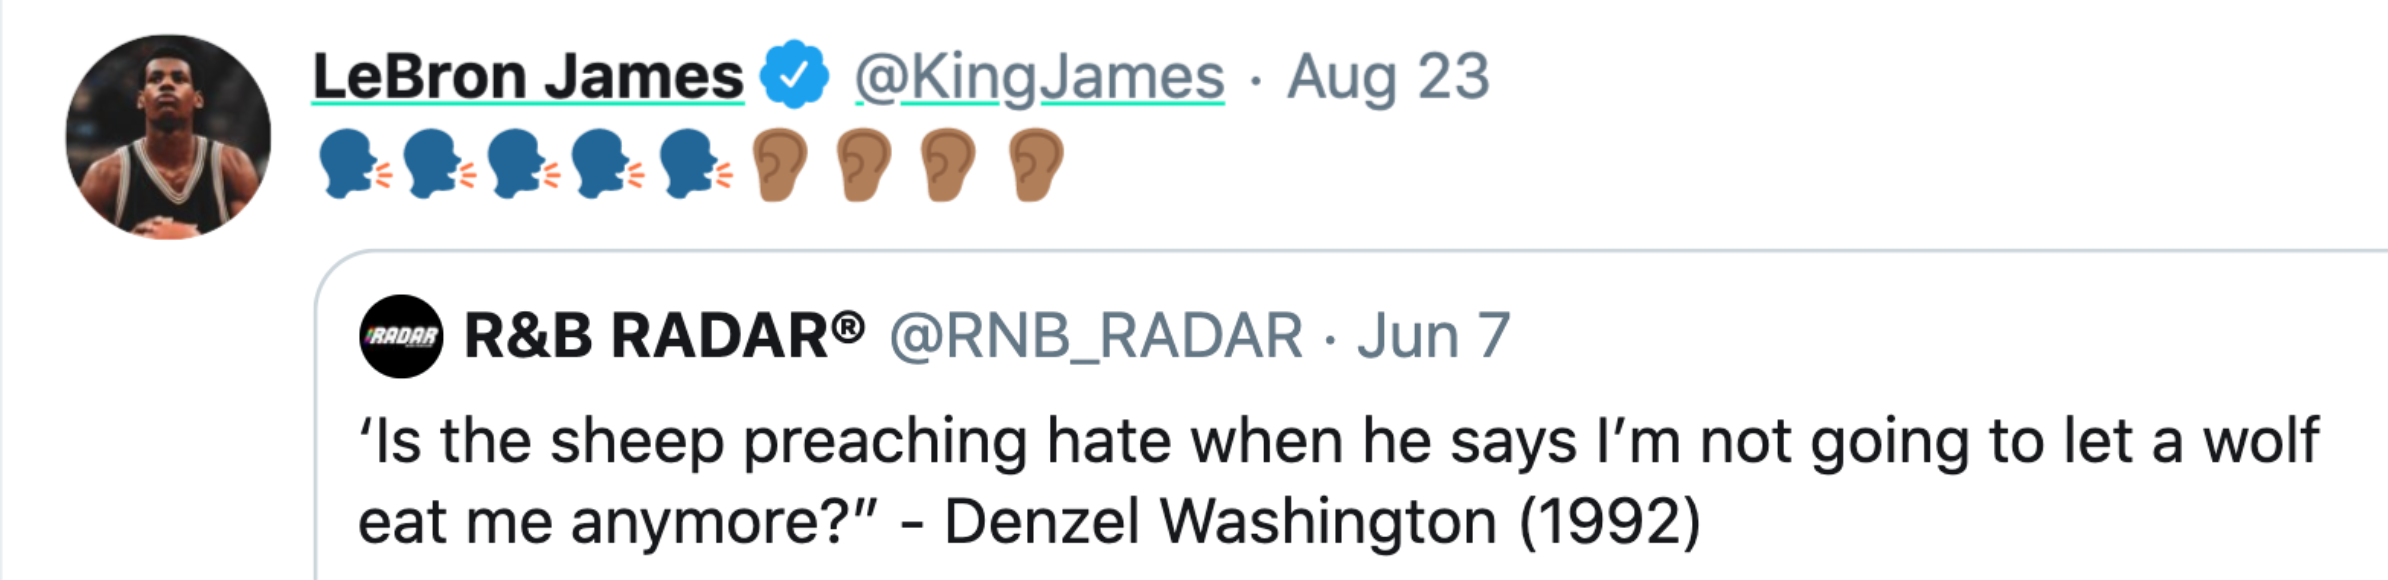 LeBron James @KingJames · Aug 23
🗣🗣🗣🗣🗣👂🏾👂🏾👂🏾👂🏾
RADAR
R&B RADAR® @RNB_RADAR · Jun 7
‘Is the sheep preaching hate when he says I’m not going to let a wolf
eat me anymore?” - Denzel Washington (1992)